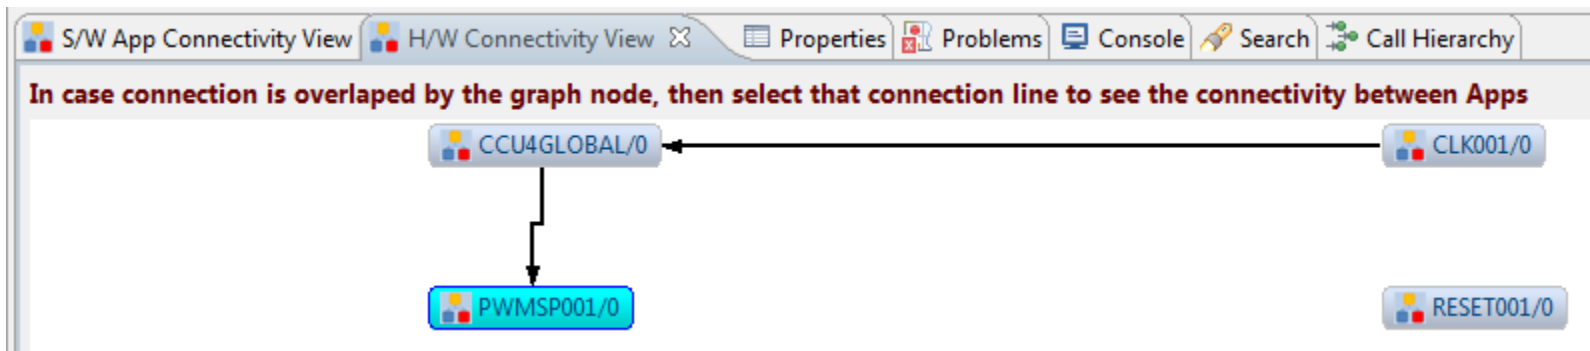 S/W App Connectivity View H/W Connectivity View Properties Problems Console Search Call Hierarchy
In case connection is overlaped by the graph node, then select that connection line to see the connectivity between Apps
CCU4GLOBAL/0 CLK001/0
PWMSP001/0 RESET001/0